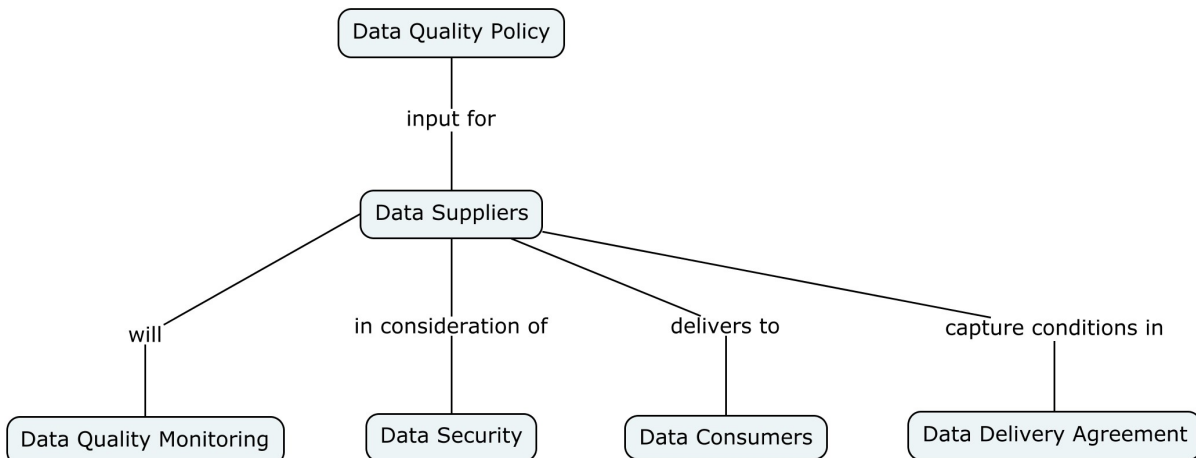 Data Quality Policy
input for
Data Suppliers
will
in consideration of
delivers to
capture conditions in
Data Quality Monitoring
Data Security
Data Consumers
Data Delivery Agreement